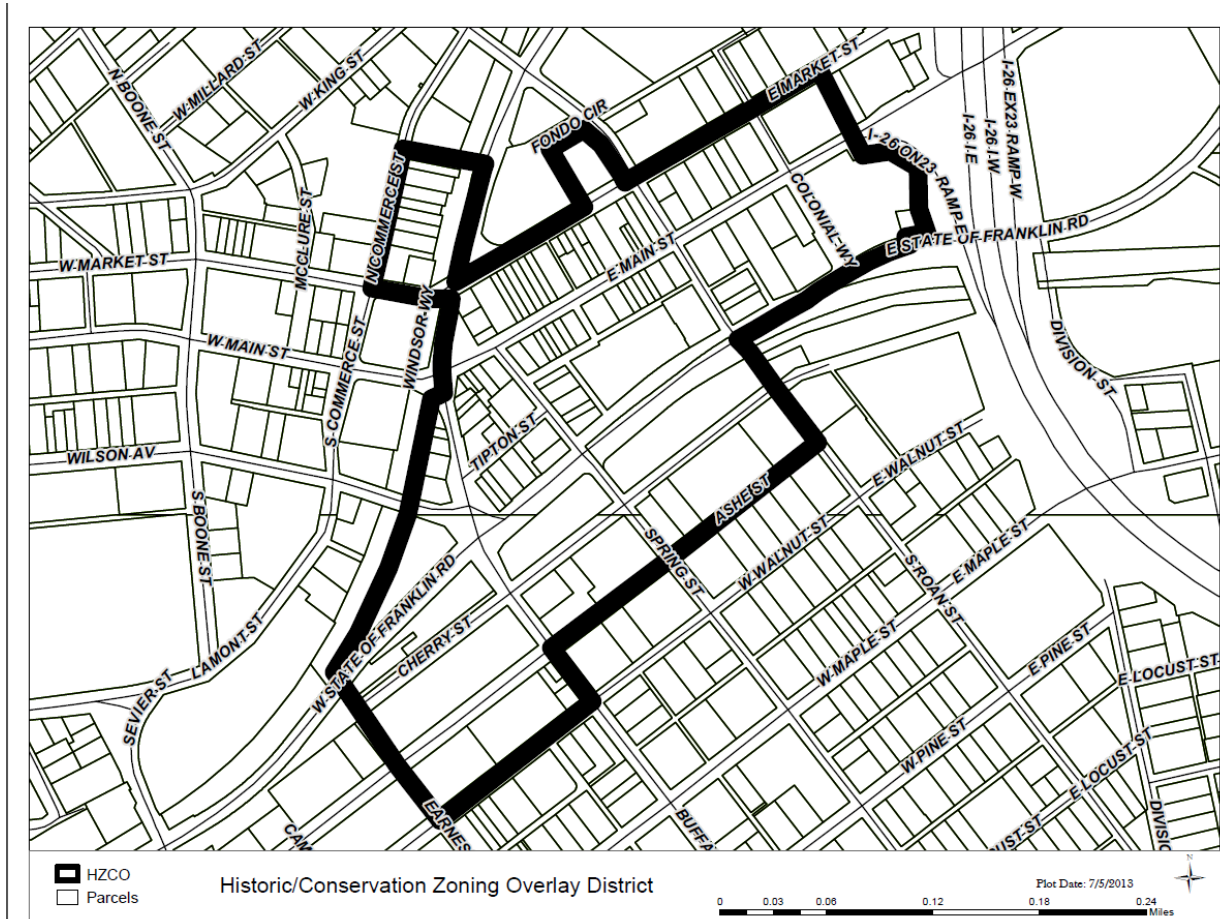 N BOONE ST
W MILLARD ST
W KING ST
E MARKET ST
FONDO CIR
I-26 EX23 RAMP W
I-26 I W
I-26 I E
I-26 ON23 RAMP E
N COMMERCE ST
MCCLURE ST
COLONIAL WY
E STATE OF FRANKLIN RD
W MARKET ST
E MAIN ST
WINDSOR WY
W MAIN ST
S COMMERCE ST
DIVISION ST
TIPTON ST
WILSON AV
E WALNUT ST
ASHE ST
S BOONE ST
SPRING ST
W WALNUT ST
S ROAN ST
E MAPLE ST
W STATE OF FRANKLIN RD
CHERRY ST
LAMONT ST
W MAPLE ST
E PINE ST
E LOCUST ST
SEVIER ST
W PINE ST
E LOCUST ST
EARNES
CAM
BUFFA
CUST ST
DIVISIO
HZCO
Parcels
Historic/Conservation Zoning Overlay District
Plot Date: 7/5/2013
N
0 0.03 0.06 0.12 0.18 0.24
Miles